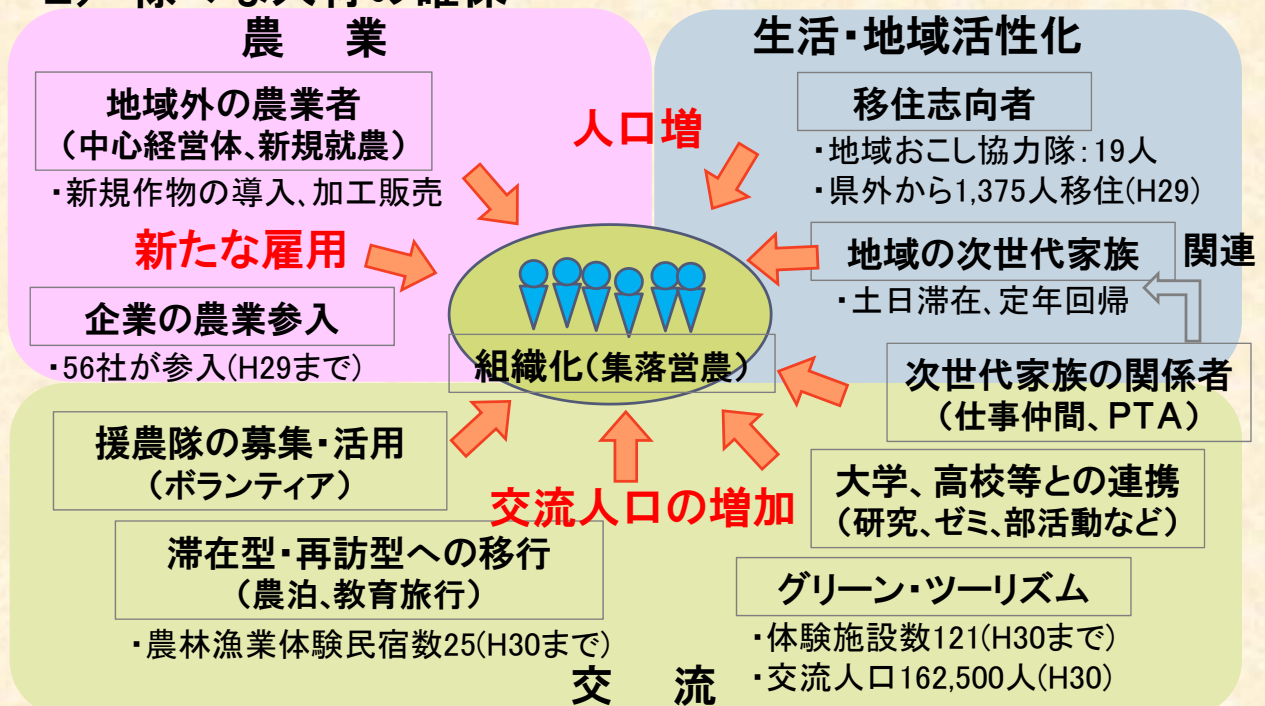 農　業
地域外の農業者
（中心経営体、新規就農）
・新規作物の導入、加工販売
新たな雇用
企業の農業参入
・56社が参入(H29まで)
生活・地域活性化
人口増
移住志向者
・地域おこし協力隊：19人
・県外から1,375人移住(H29)
地域の次世代家族
関連
・土日滞在、定年回帰
次世代家族の関係者
（仕事仲間、PTA）
組織化（集落営農）
援農隊の募集・活用
（ボランティア）
交流人口の増加
大学、高校等との連携
（研究、ゼミ、部活動など）
滞在型・再訪型への移行
（農泊、教育旅行）
・農林漁業体験民宿数25(H30まで)
グリーン・ツーリズム
・体験施設数121(H30まで)
・交流人口162,500人(H30)
交　流